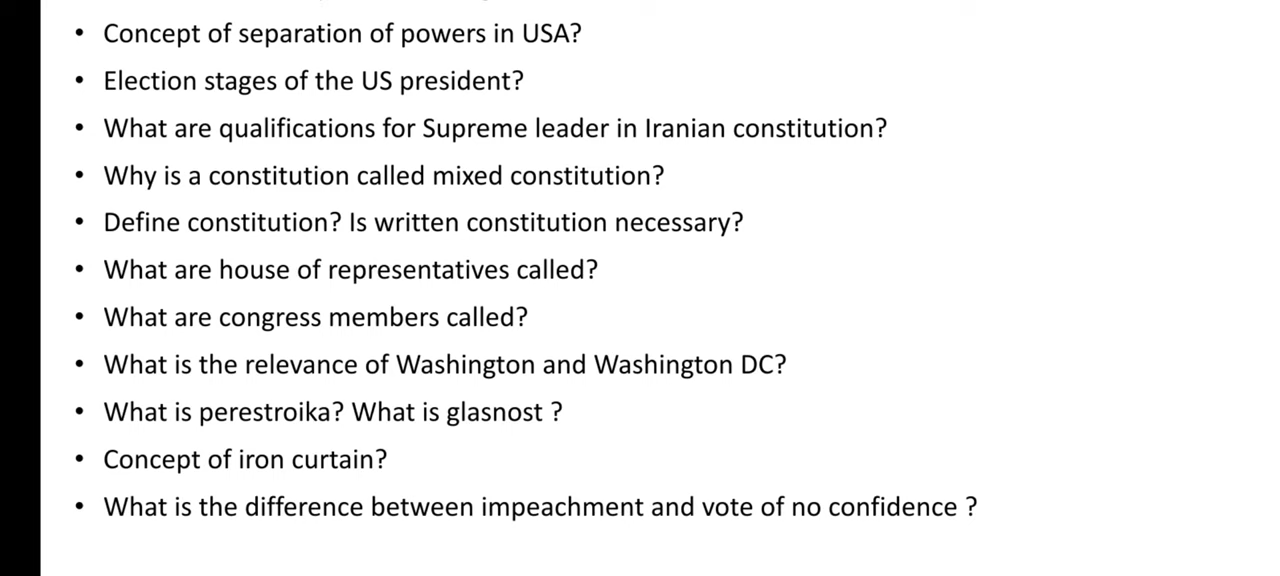 • Concept of separation of powers in USA?
• Election stages of the US president?
• What are qualifications for Supreme leader in Iranian constitution?
• Why is a constitution called mixed constitution?
• Define constitution? Is written constitution necessary?
• What are house of representatives called?
• What are congress members called?
• What is the relevance of Washington and Washington DC?
• What is perestroika? What is glasnost ?
• Concept of iron curtain?
• What is the difference between impeachment and vote of no confidence ?